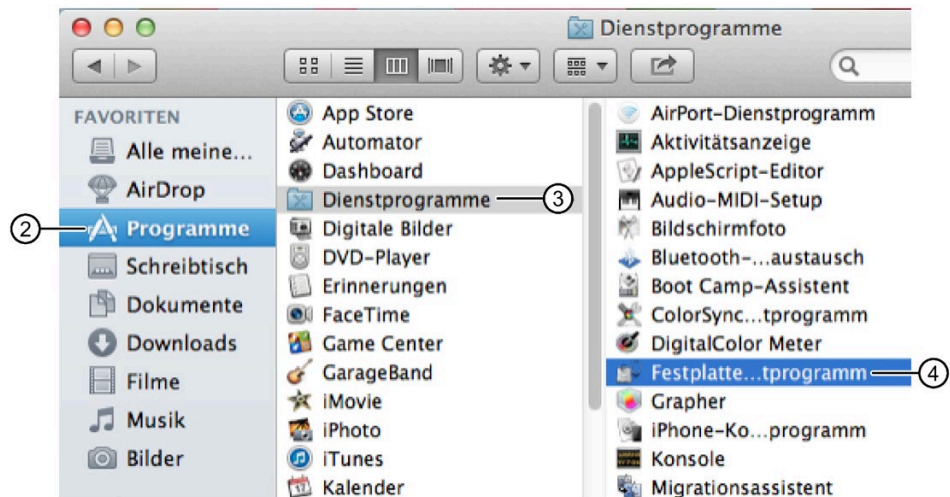 Dienstprogramme
FAVORITEN
Alle meine...
AirDrop
② Programme
Schreibtisch
Dokumente
Downloads
Filme
Musik
Bilder
App Store
Automator
Dashboard
Dienstprogramme ③
Digitale Bilder
DVD-Player
Erinnerungen
FaceTime
Game Center
GarageBand
iMovie
iPhoto
iTunes
Kalender
AirPort-Dienstprogramm
Aktivitätsanzeige
AppleScript-Editor
Audio-MIDI-Setup
Bildschirmfoto
Bluetooth-...austausch
Boot Camp-Assistent
ColorSync...tprogramm
DigitalColor Meter
Festplatte...tprogramm ④
Grapher
iPhone-Ko...programm
Konsole
Migrationsassistent